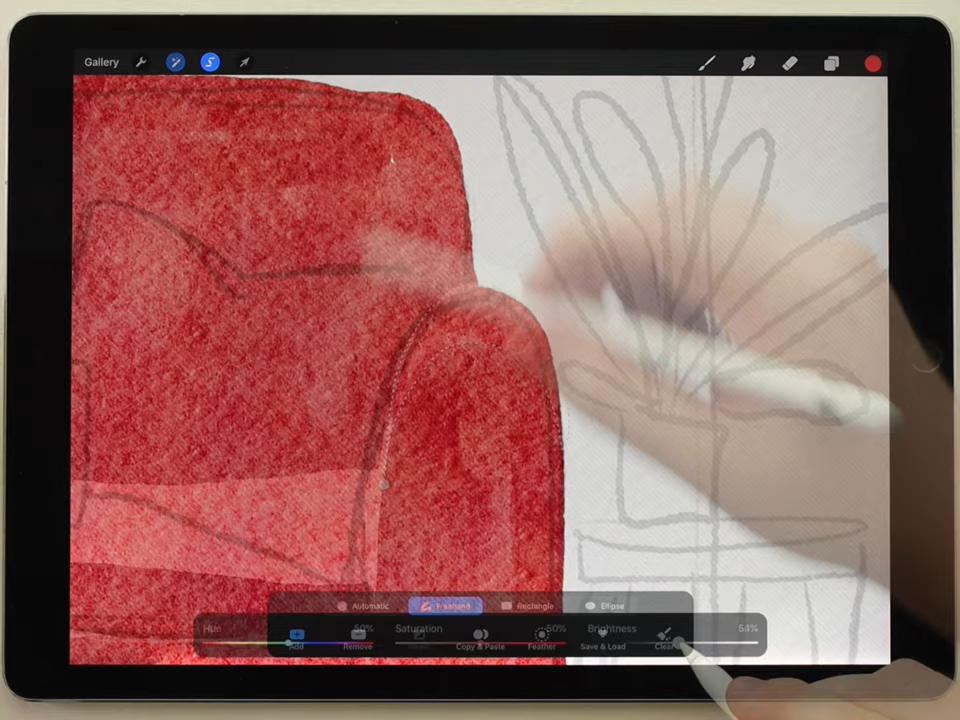 Gallery
Automatic Freehand Rectangle Ellipse
Hue 50% Saturation 50% Brightness 54%
Add Remove Copy & Paste Feather Save & Load Clear